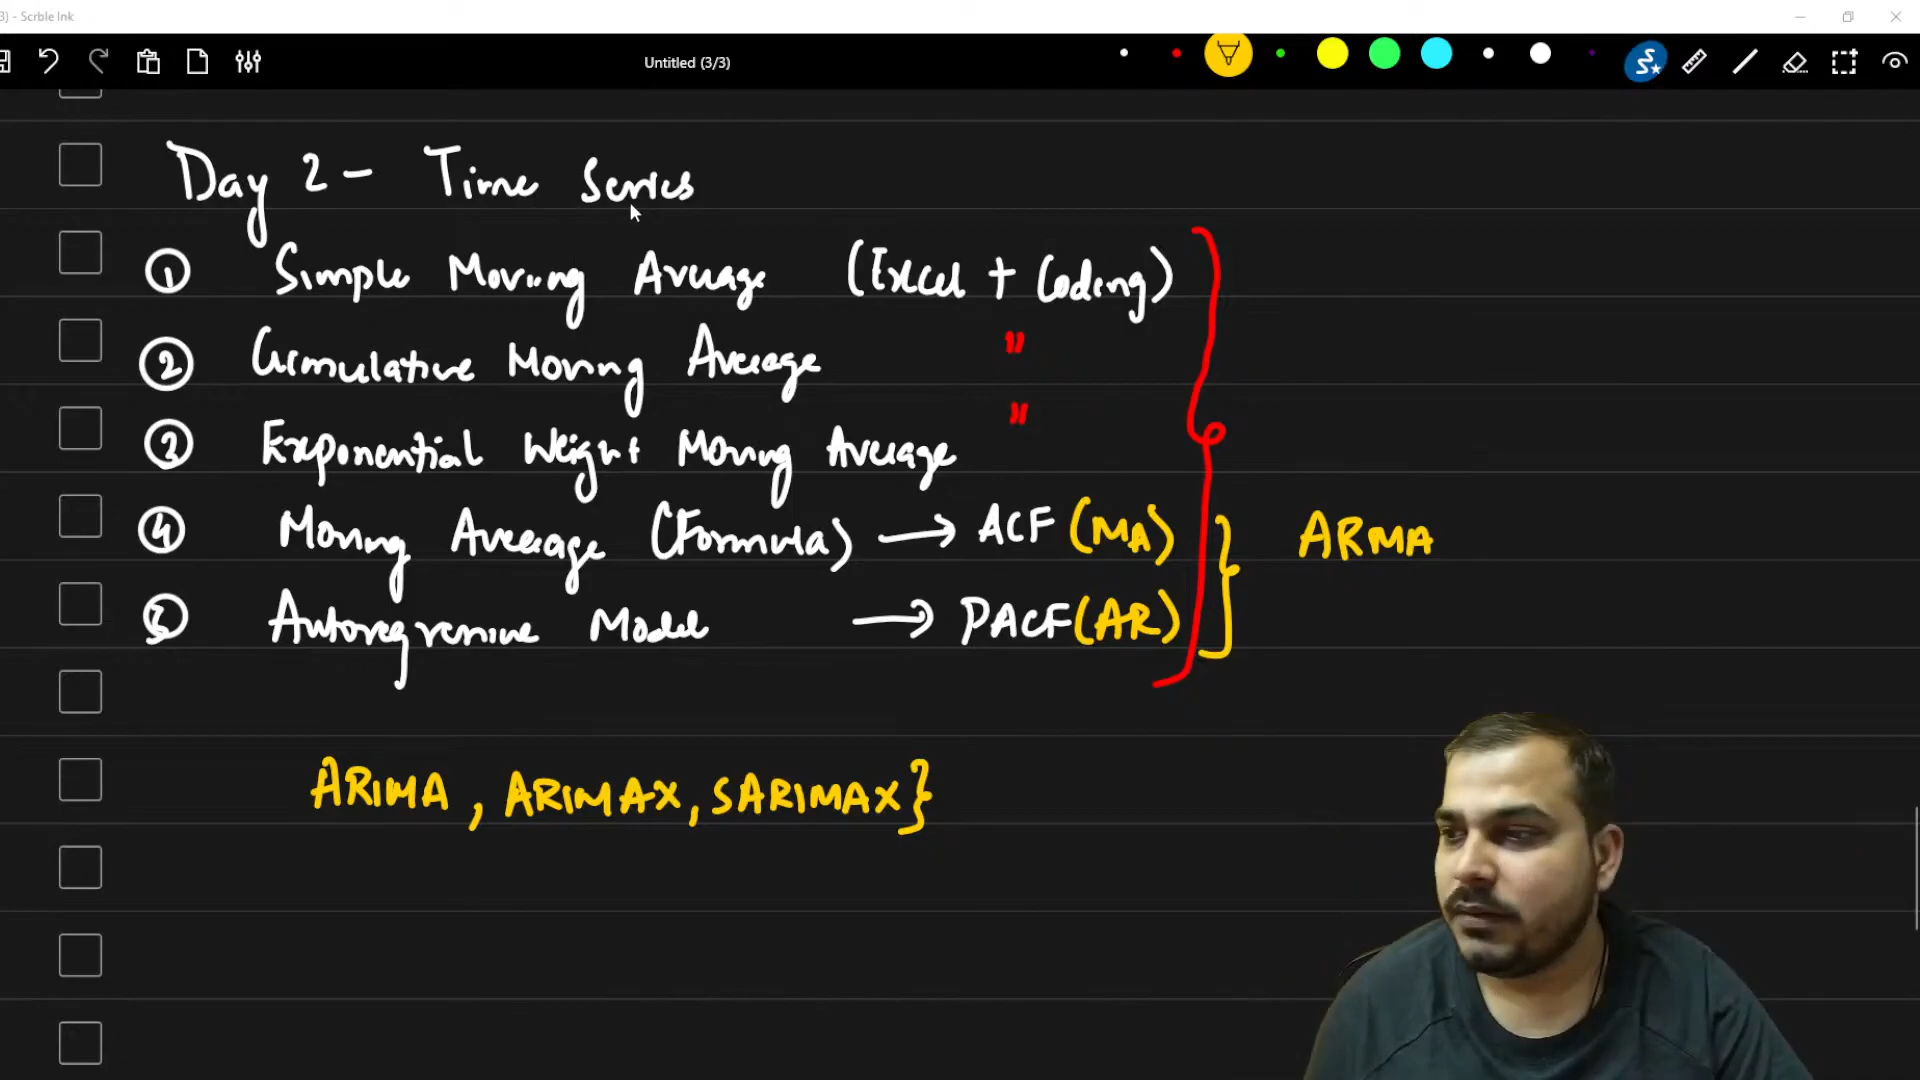 3) - Scrble Ink
Untitled (3/3)
Day 2 - Time Series
① Simple Moving Average (Excel + Coding)
② Cumulative Moving Average "
③ Exponential Weight Moving Average "
④ Moving Average (Formula) → ACF (MA) } ARMA
⑤ Autoregressive Model → PACF (AR)
ARIMA, ARIMAX, SARIMAX}